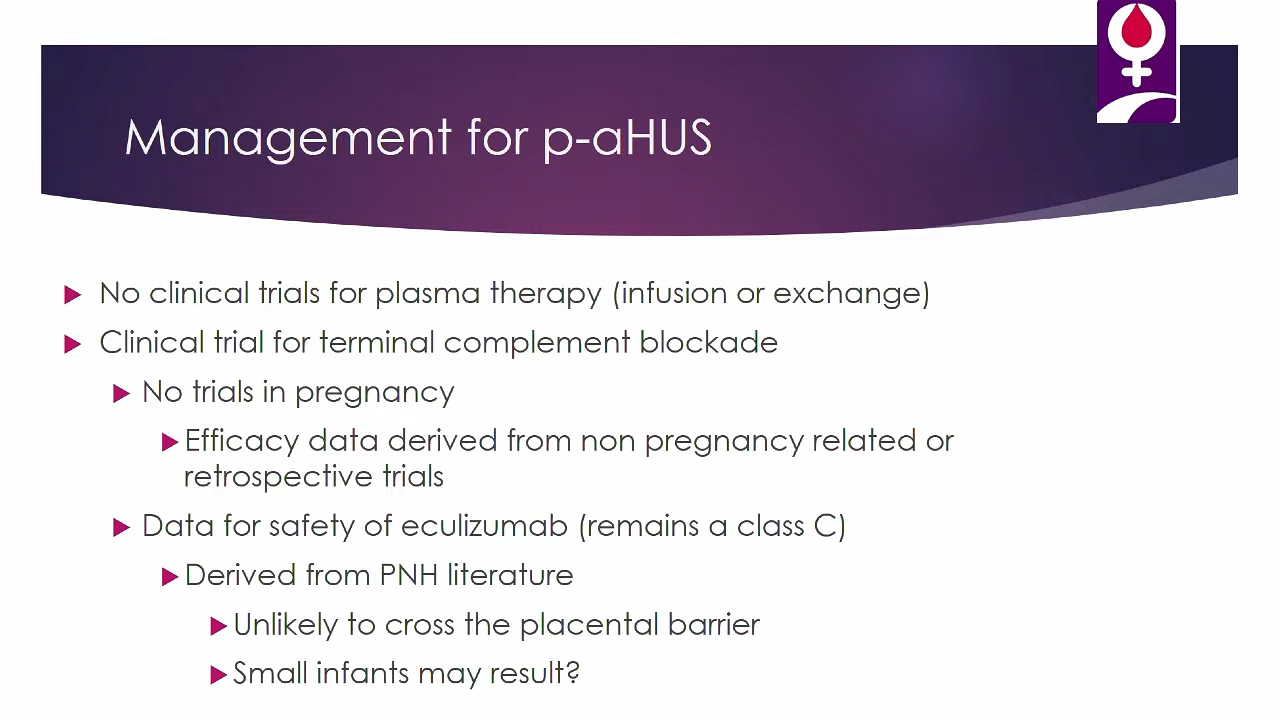 Management for p-aHUS
No clinical trials for plasma therapy (infusion or exchange)
Clinical trial for terminal complement blockade
No trials in pregnancy
Efficacy data derived from non pregnancy related or
retrospective trials
Data for safety of eculizumab (remains a class C)
Derived from PNH literature
Unlikely to cross the placental barrier
Small infants may result?